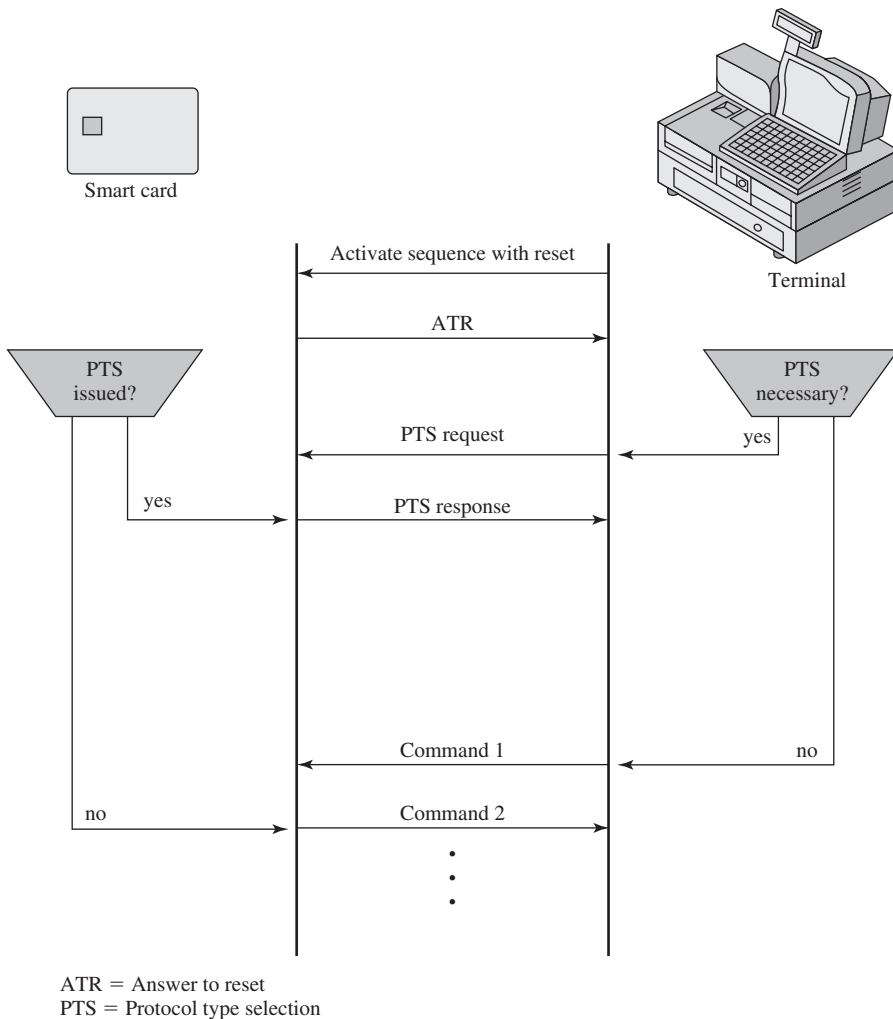 Smart card
Terminal
Activate sequence with reset
ATR
PTS
issued?
PTS
necessary?
PTS request
yes
yes
PTS response
Command 1
no
no
Command 2
ATR = Answer to reset
PTS = Protocol type selection